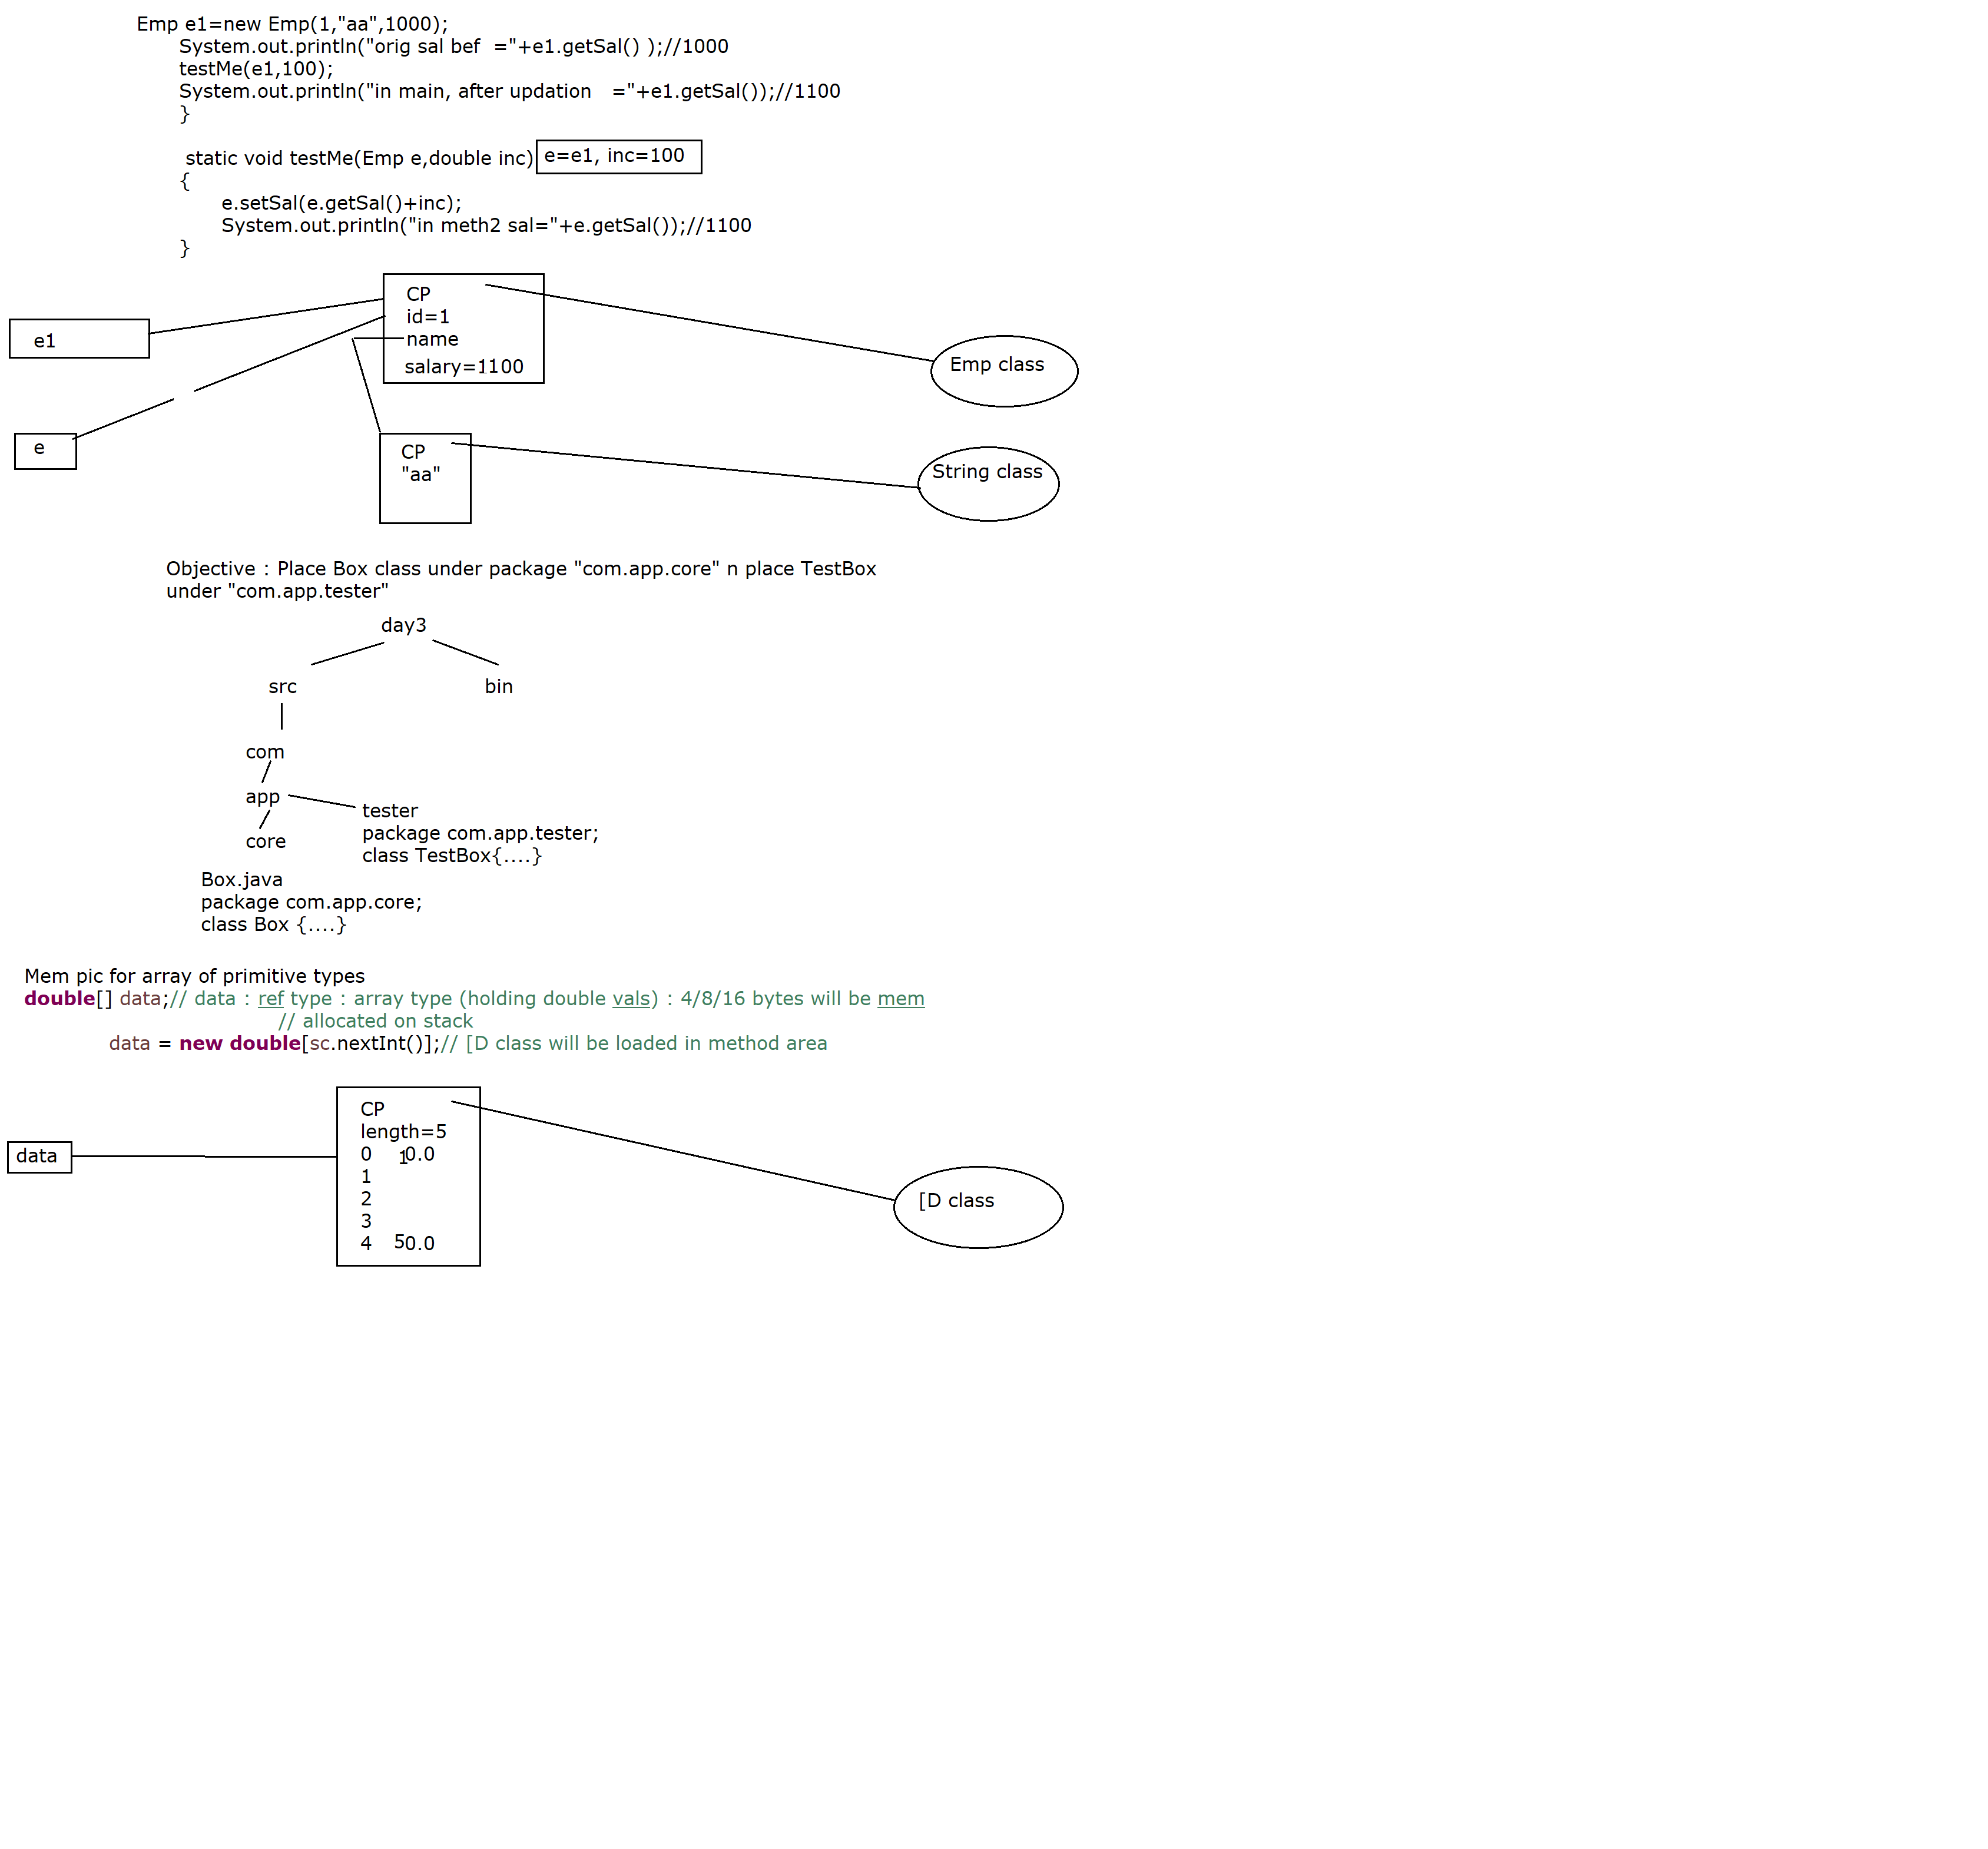 Emp e1=new Emp(1,"aa",1000);
System.out.println("orig sal bef  ="+e1.getSal() );//1000
testMe(e1,100);
System.out.println("in main, after updation   ="+e1.getSal());//1100
}
static void testMe(Emp e,double inc) e=e1, inc=100
{
e.setSal(e.getSal()+inc);
System.out.println("in meth2 sal="+e.getSal());//1100
}
CP
id=1
name
salary=1100
e1
Emp class
e
CP
"aa"
String class
Objective : Place Box class under package "com.app.core" n place TestBox
under "com.app.tester"
day3
src bin
com
app
tester
package com.app.tester;
class TestBox{....}
core
Box.java
package com.app.core;
class Box {....}
Mem pic for array of primitive types
double[] data;// data : ref type : array type (holding double vals) : 4/8/16 bytes will be mem
// allocated on stack
data = new double[sc.nextInt()];// [D class will be loaded in method area
CP
length=5
0 10.0
1
2
3
4 50.0
data
[D class